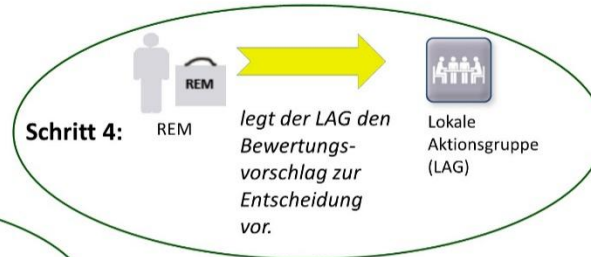 REM
Schritt 4:
REM
legt der LAG den
Bewertungs-
vorschlag zur
Entscheidung
vor.
Lokale
Aktionsgruppe
(LAG)